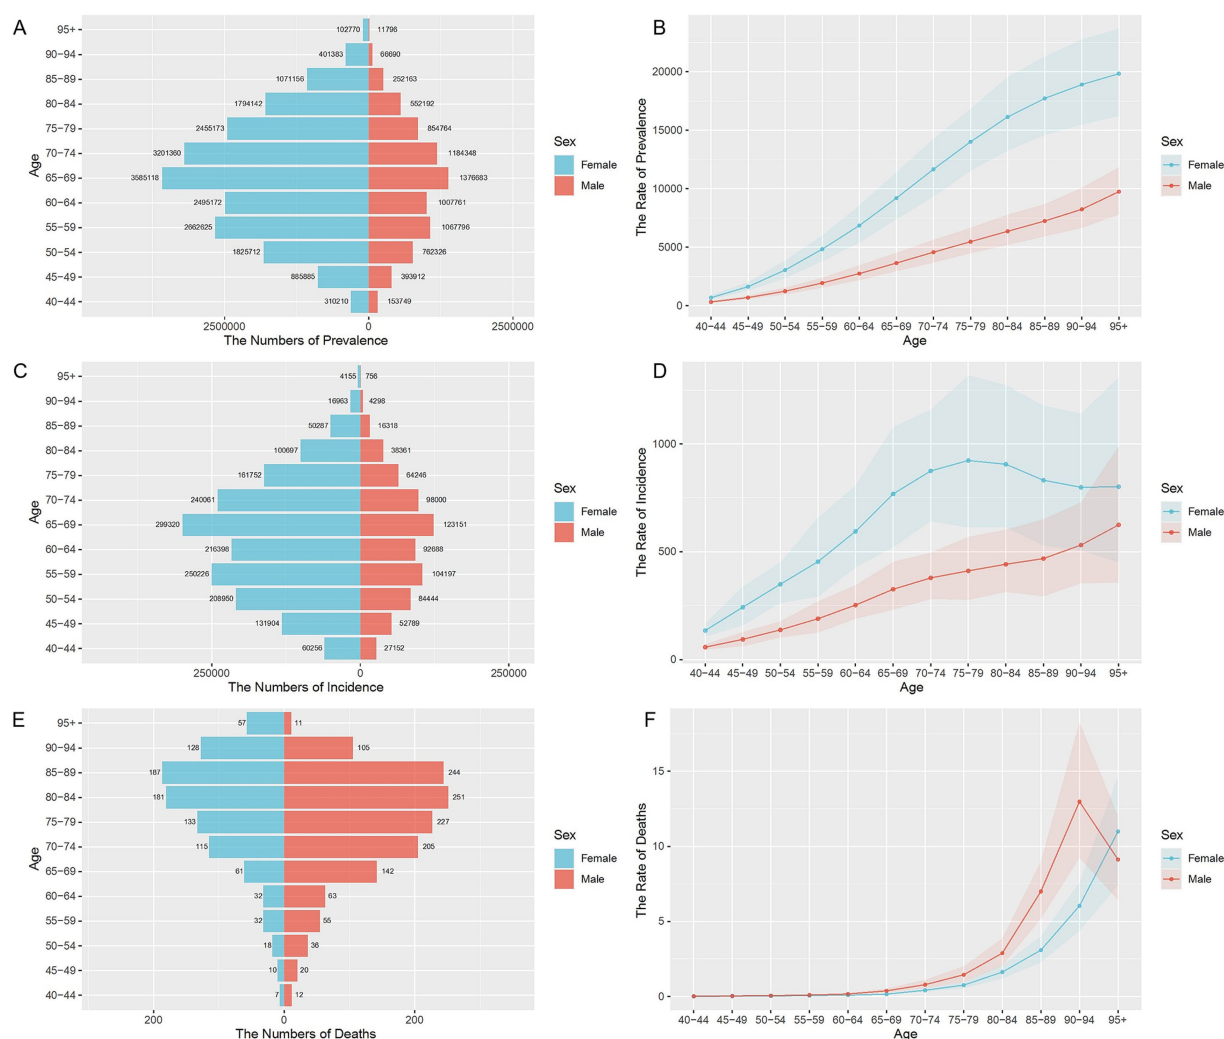 A
95+
102770 11796
90−94
401383 66690
85−89
1071156 252163
80−84
1794142 552192
75−79
2455173 854764
70−74
3201360 1184348
65−69
3585118 1376683
60−64
2495172 1007761
55−59
2662625 1067796
50−54
1825712 762326
45−49
885885 393912
40−44
310210 153749
Age
2500000 0 2500000
The Numbers of Prevalence
Sex
Female
Male
B
20000
15000
10000
5000
0
The Rate of Prevalence
40−44 45−49 50−54 55−59 60−64 65−69 70−74 75−79 80−84 85−89 90−94 95+
Age
Sex
Female
Male
C
95+
4155 756
90−94
16963 4298
85−89
50287 16318
80−84
100697 38361
75−79
161752 64246
70−74
240061 98000
65−69
299320 123151
60−64
216398 92688
55−59
250226 104197
50−54
208950 84444
45−49
131904 52789
40−44
60256 27152
Age
250000 0 250000
The Numbers of Incidence
Sex
Female
Male
D
1000
500
0
The Rate of Incidence
40−44 45−49 50−54 55−59 60−64 65−69 70−74 75−79 80−84 85−89 90−94 95+
Age
Sex
Female
Male
E
95+
57 11
90−94
128 105
85−89
187 244
80−84
181 251
75−79
133 227
70−74
115 205
65−69
61 142
60−64
32 63
55−59
32 55
50−54
18 36
45−49
10 20
40−44
7 12
Age
200 0 200
The Numbers of Deaths
Sex
Female
Male
F
15
10
5
0
The Rate of Deaths
40−44 45−49 50−54 55−59 60−64 65−69 70−74 75−79 80−84 85−89 90−94 95+
Age
Sex
Female
Male